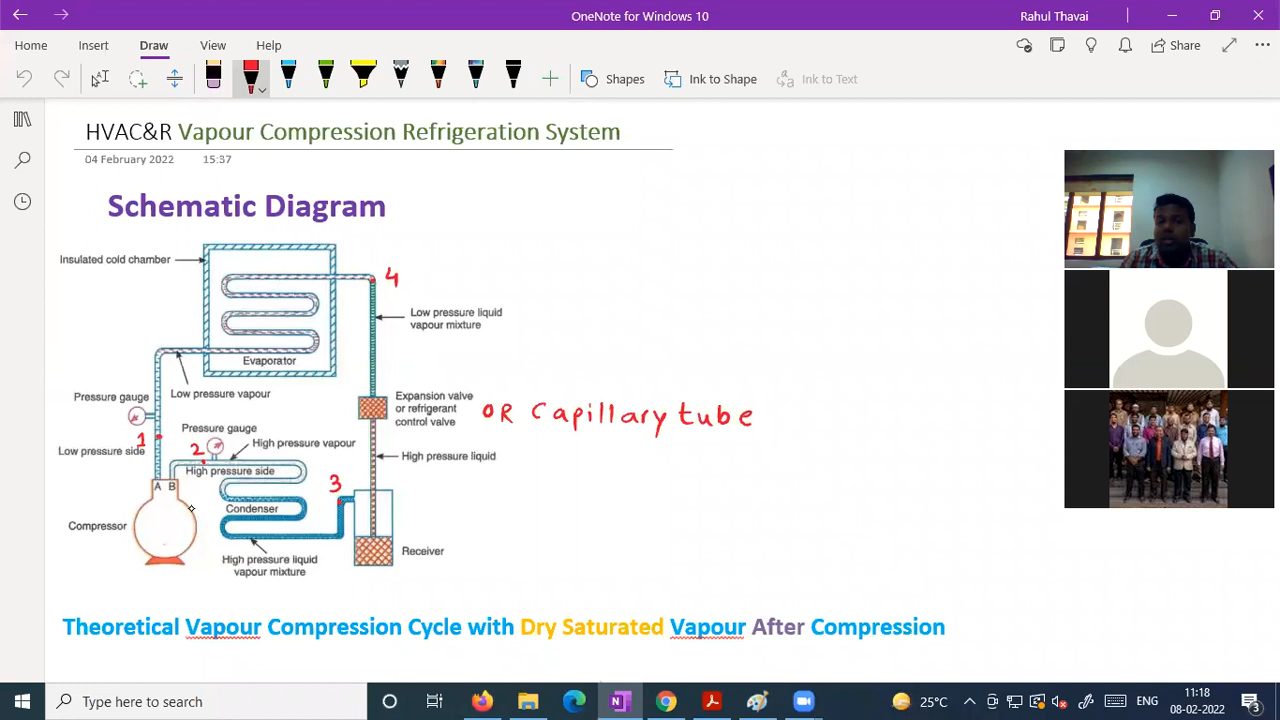 OneNote for Windows 10
Rahul Thavai
Home
Insert
Draw
View
Help
Share
Shapes
Ink to Shape
Ink to Text
HVAC&R Vapour Compression Refrigeration System
04 February 2022 15:37
Schematic Diagram
Insulated cold chamber
4
Low pressure liquid
vapour mixture
Evaporator
Low pressure vapour
Pressure gauge
Expansion valve
or refrigerant
control valve
OR Capillary tube
Pressure gauge
1
2
High pressure vapour
Low pressure side
High pressure liquid
High pressure side
3
A B
Condenser
Compressor
Receiver
High pressure liquid
vapour mixture
Theoretical Vapour Compression Cycle with Dry Saturated Vapour After Compression
Type here to search
25°C
ENG
11:18
08-02-2022
3